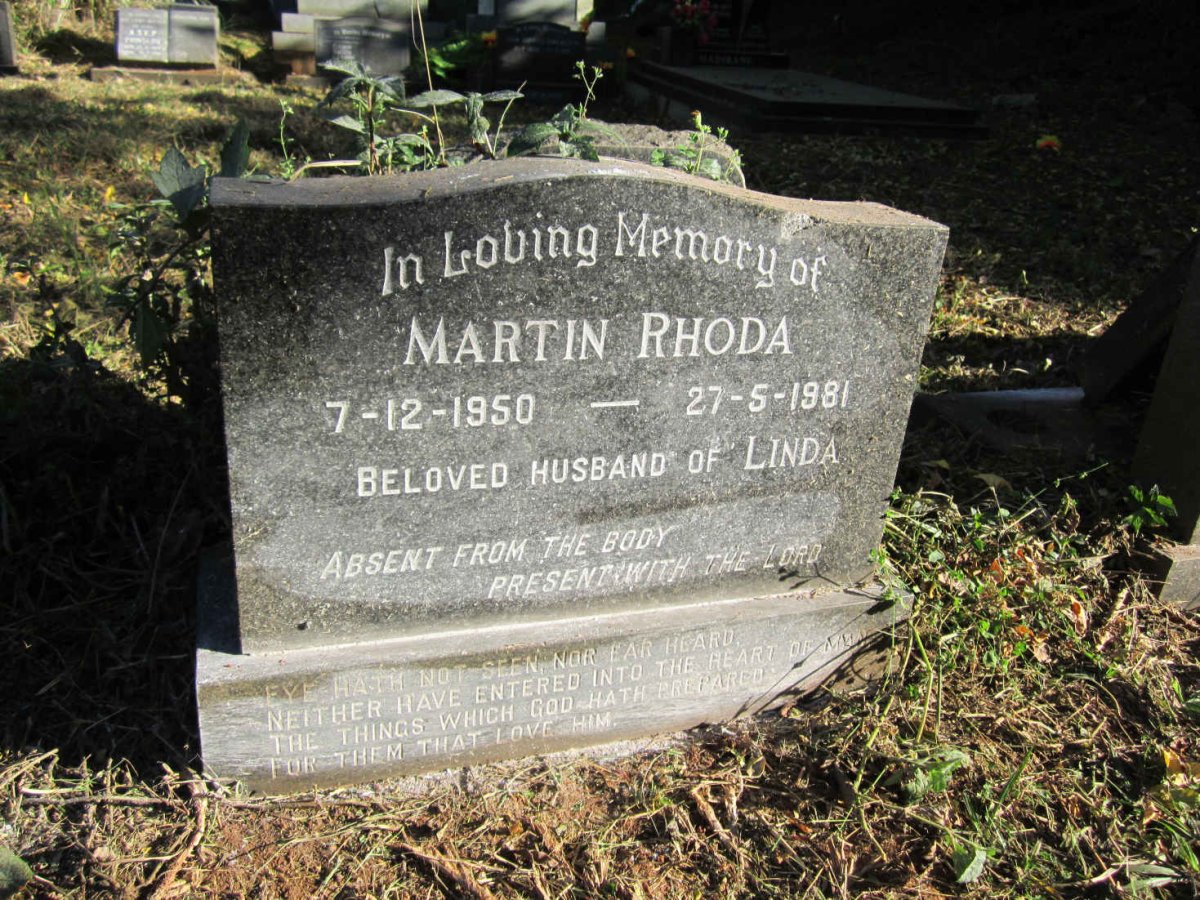 In Loving Memory of
MARTIN RHODA
7-12-1950 — 27-5-1981
BELOVED HUSBAND OF LINDA
ABSENT FROM THE BODY
PRESENT WITH THE LORD
EYE HATH NOT SEEN, NOR EAR HEARD,
NEITHER HAVE ENTERED INTO THE HEART OF MAN
THE THINGS WHICH GOD HATH PREPARED
FOR THEM THAT LOVE HIM.